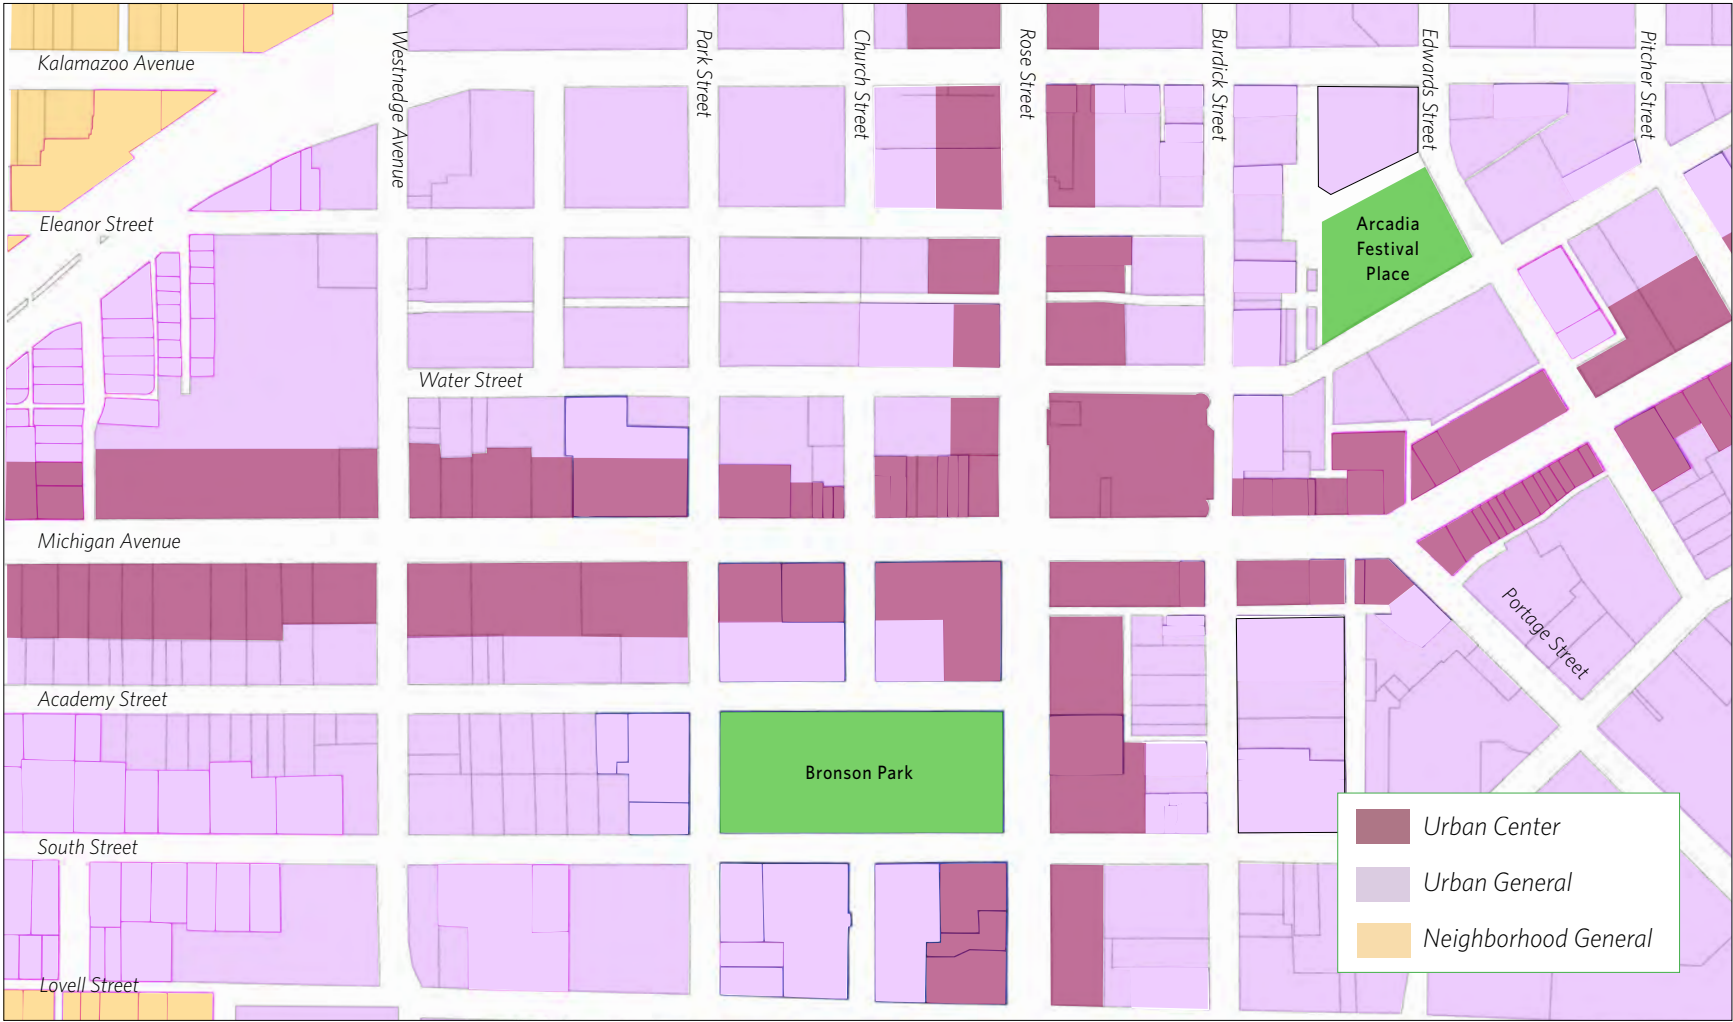 Kalamazoo Avenue
Westnedge Avenue
Park Street
Church Street
Rose Street
Burdick Street
Edwards Street
Pitcher Street
Eleanor Street
Arcadia
Festival
Place
Water Street
Michigan Avenue
Portage Street
Academy Street
Bronson Park
South Street
Lovell Street
Urban Center
Urban General
Neighborhood General